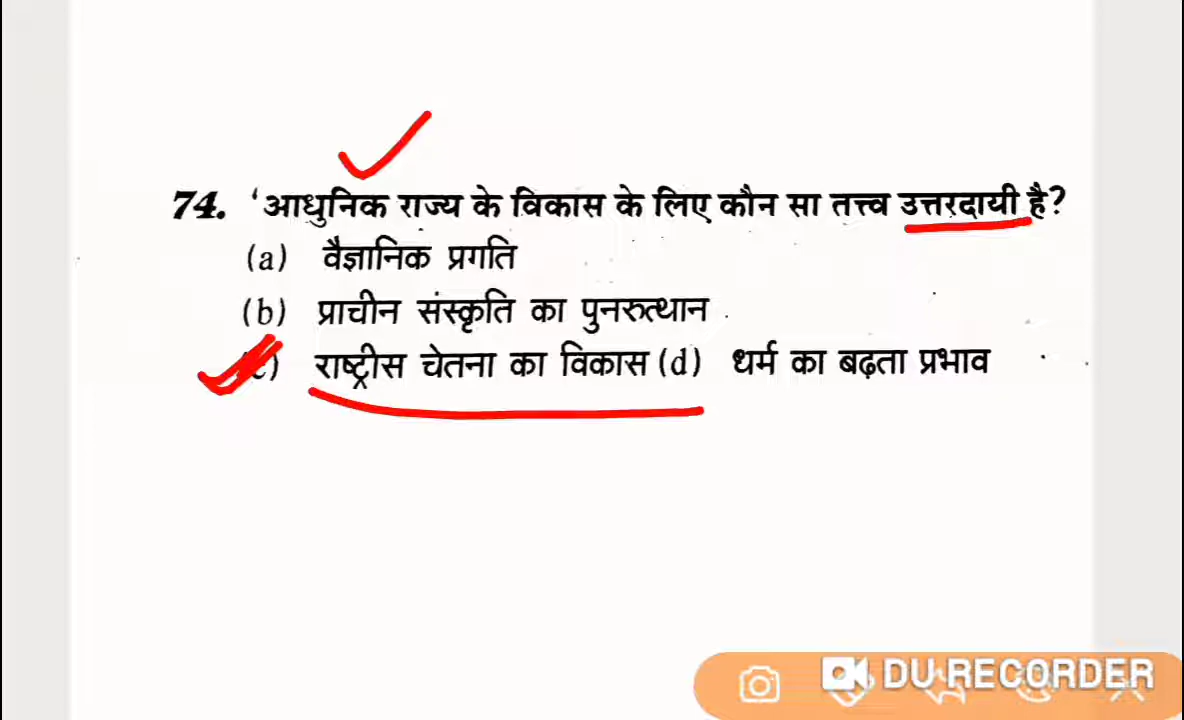 74. 'आधुनिक राज्य के विकास के लिए कौन सा तत्त्व उत्तरदायी है?
(a) वैज्ञानिक प्रगति
(b) प्राचीन संस्कृति का पुनरुत्थान
(c) राष्ट्रीस चेतना का विकास (d) धर्म का बढ़ता प्रभाव
DU RECORDER